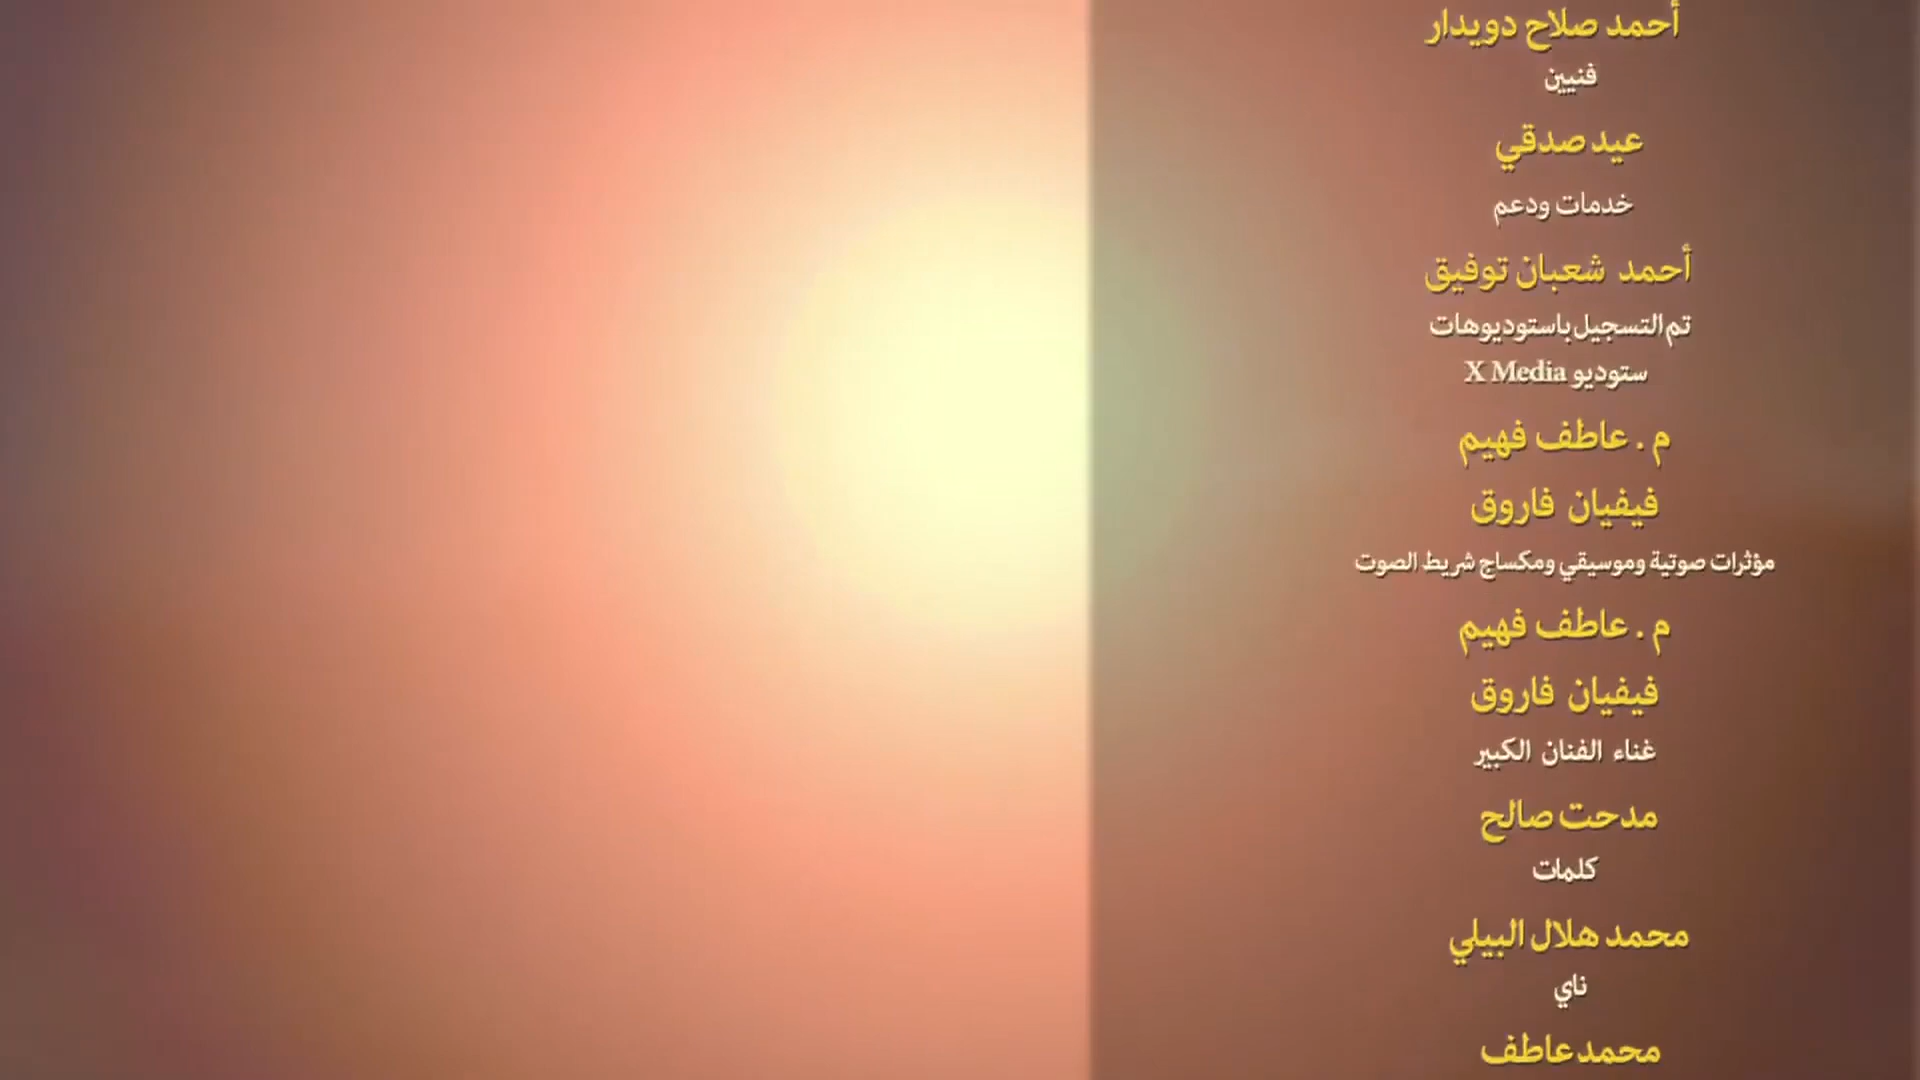 أحمد صلاح دويدار
فنيين
عيد صدقي
خدمات ودعم
أحمد شعبان توفيق
تم التسجيل باستوديوهات
ستوديو X Media
م . عاطف فهيم
فيفيان فاروق
مؤثرات صوتية وموسيقي ومكساج شريط الصوت
م . عاطف فهيم
فيفيان فاروق
غناء الفنان الكبير
مدحت صالح
كلمات
محمد هلال البيلي
ناي
محمد عاطف